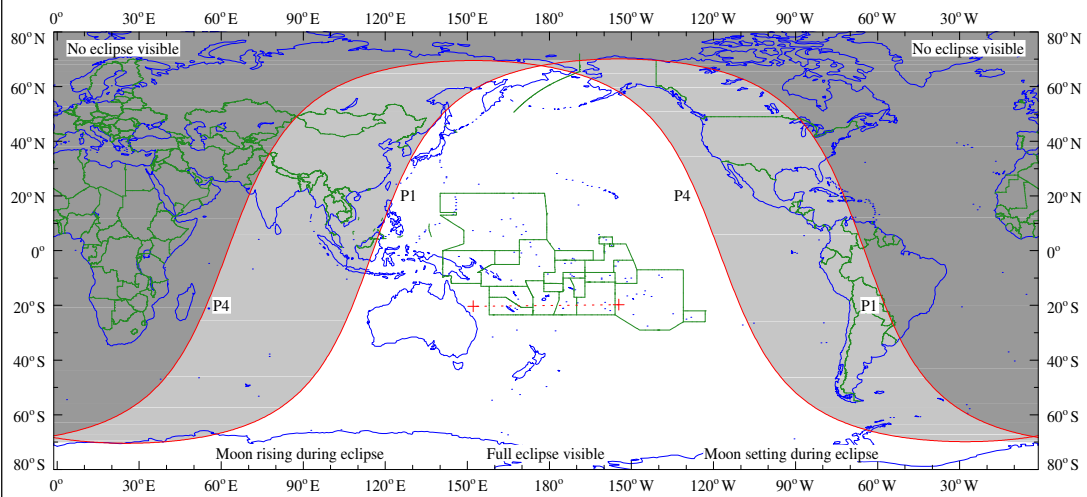 0° 30°E 60°E 90°E 120°E 150°E 180° 150°W 120°W 90°W 60°W 30°W
80°N 80°N
No eclipse visible No eclipse visible
60°N 60°N
40°N 40°N
20°N P1 P4 20°N
0° 0°
20°S P4 P1 20°S
40°S 40°S
60°S 60°S
Moon rising during eclipse Full eclipse visible Moon setting during eclipse
80°S 80°S
0° 30°E 60°E 90°E 120°E 150°E 180° 150°W 120°W 90°W 60°W 30°W